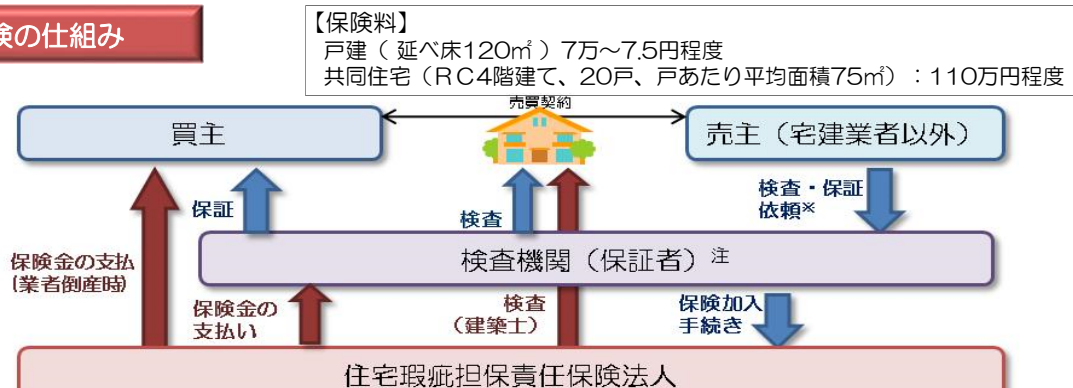 険の仕組み
【保険料】
戸建（延べ床120㎡）7万～7.5円程度
共同住宅（RC4階建て、20戸、戸あたり平均面積75㎡）：110万円程度
売買契約
買主
売主（宅建業者以外）
保証
検査
検査・保証
依頼※
検査機関（保証者）注
保険金の支払
(業者倒産時)
保険金の
支払い
検査
（建築士）
保険加入
手続き
住宅瑕疵担保責任保険法人